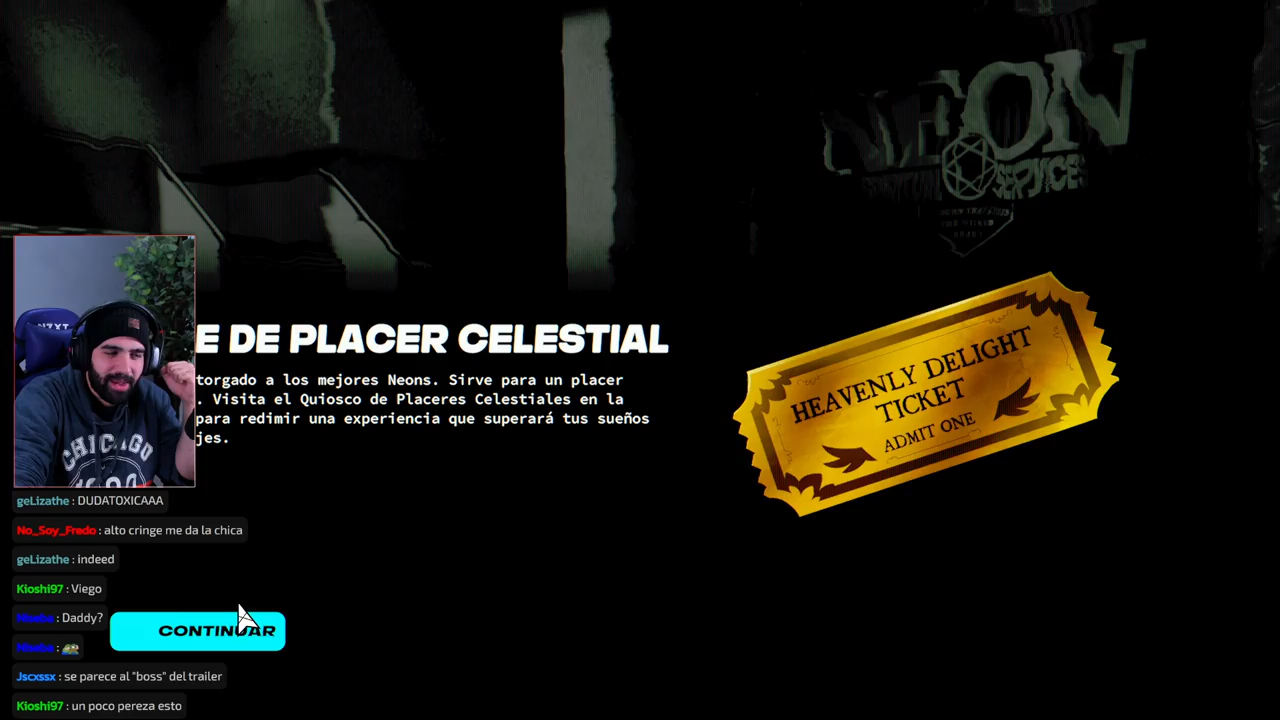 NEON
SERVICES
E DE PLACER CELESTIAL
torgado a los mejores Neons. Sirve para un placer
. Visita el Quiosco de Placeres Celestiales en la
para redimir una experiencia que superará tus sueños
jes.
HEAVENLY DELIGHT
TICKET
ADMIT ONE
NZXT
CHICAGO
geLizathe : DUDATOXICAAA
No_Soy_Fredo : alto cringe me da la chica
geLizathe : indeed
Kioshi97 : Viego
: Daddy?
CONTINUAR
Jscxssx : se parece al "boss" del trailer
Kioshi97 : un poco pereza esto